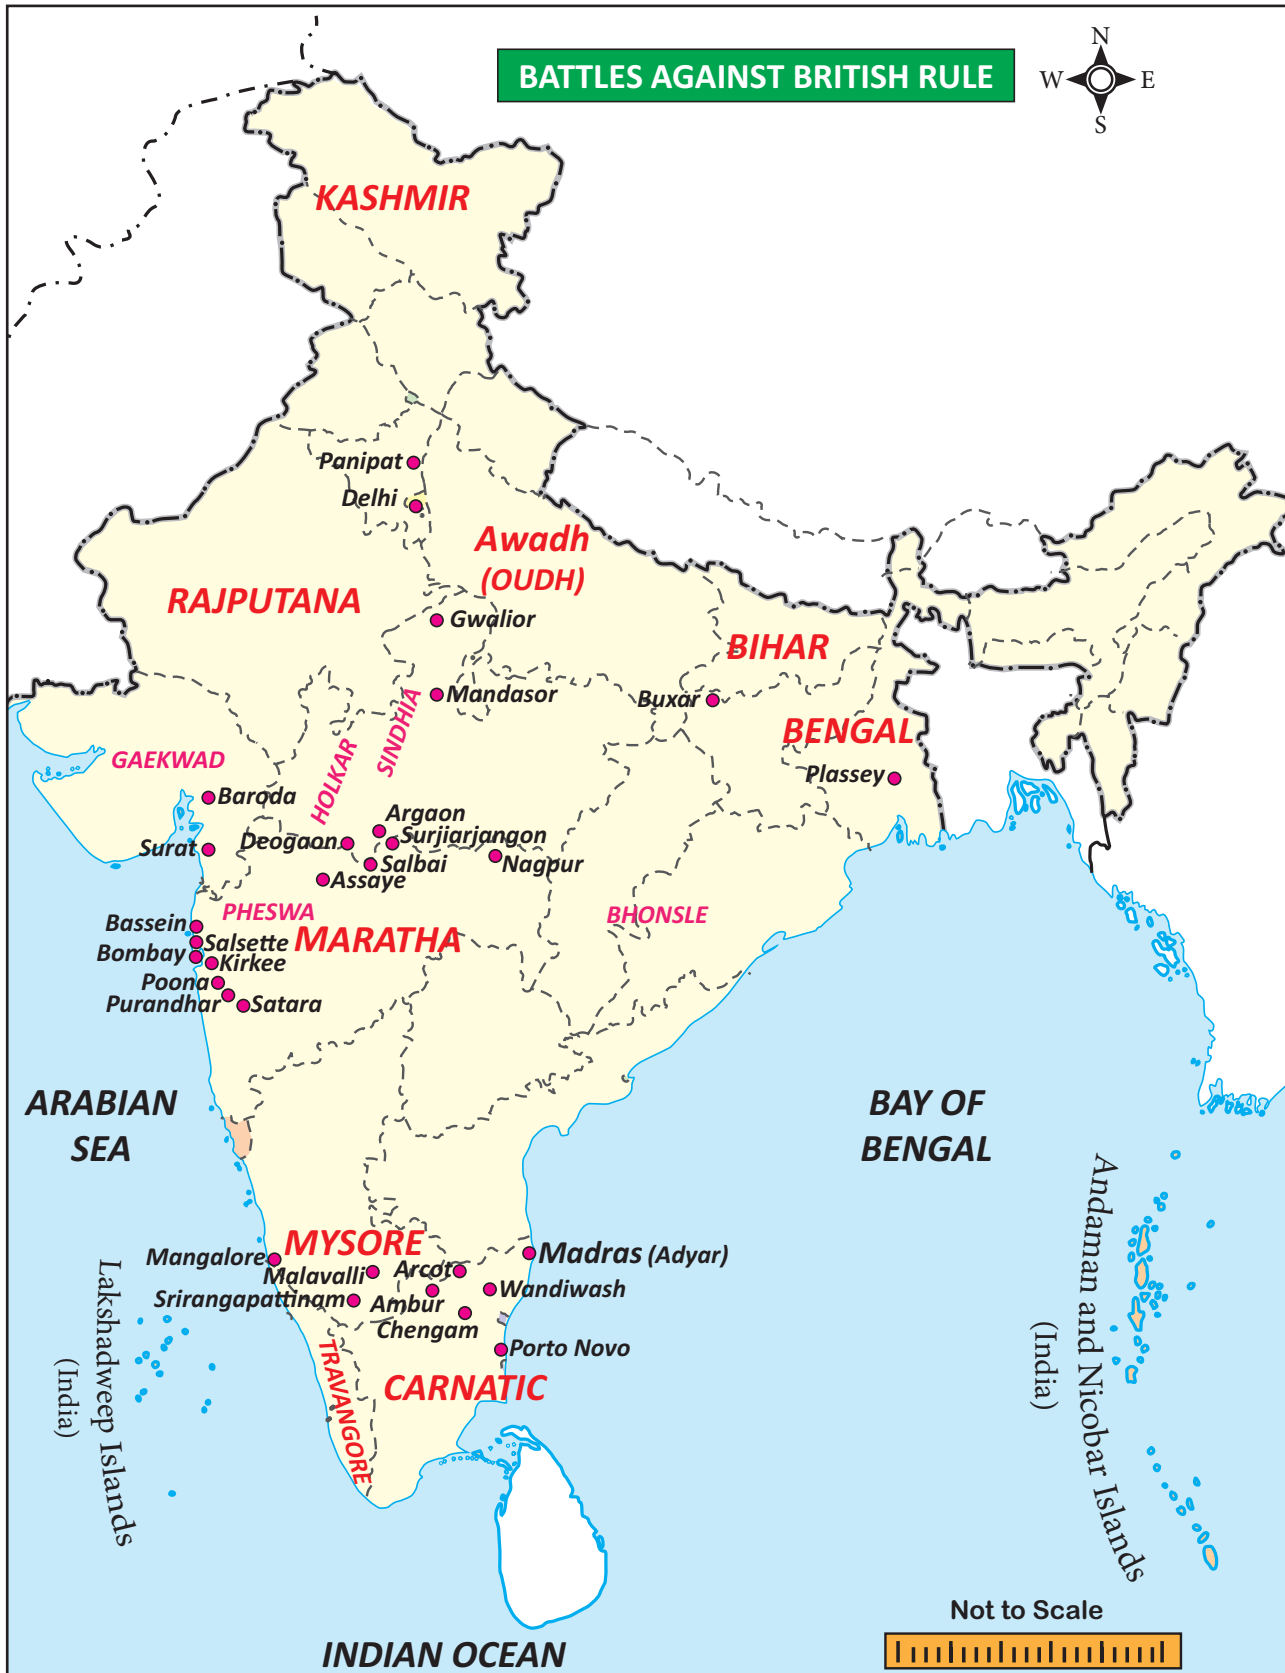 BATTLES AGAINST BRITISH RULE
N
W
E
S
KASHMIR
Panipat
Delhi
Awadh
(OUDH)
RAJPUTANA
Gwalior
BIHAR
Mandasor
Buxar
SINDHIA
BENGAL
GAEKWAD
HOLKAR
Plassey
Baroda
Argaon
Deogaon
Surjiarjangon
Surat
Salbai
Nagpur
Assaye
PHESWA
BHONSLE
Bassein
MARATHA
Salsette
Bombay
Kirkee
Poona
Purandhar
Satara
ARABIAN
SEA
BAY OF
BENGAL
Andaman and Nicobar Islands
(India)
MYSORE
Mangalore
Madras (Adyar)
Malavalli
Arcot
Srirangapattinam
Ambur
Wandiwash
Chengam
Lakshadweep Islands
(India)
Porto Novo
TRAVANGORE
CARNATIC
Not to Scale
INDIAN OCEAN